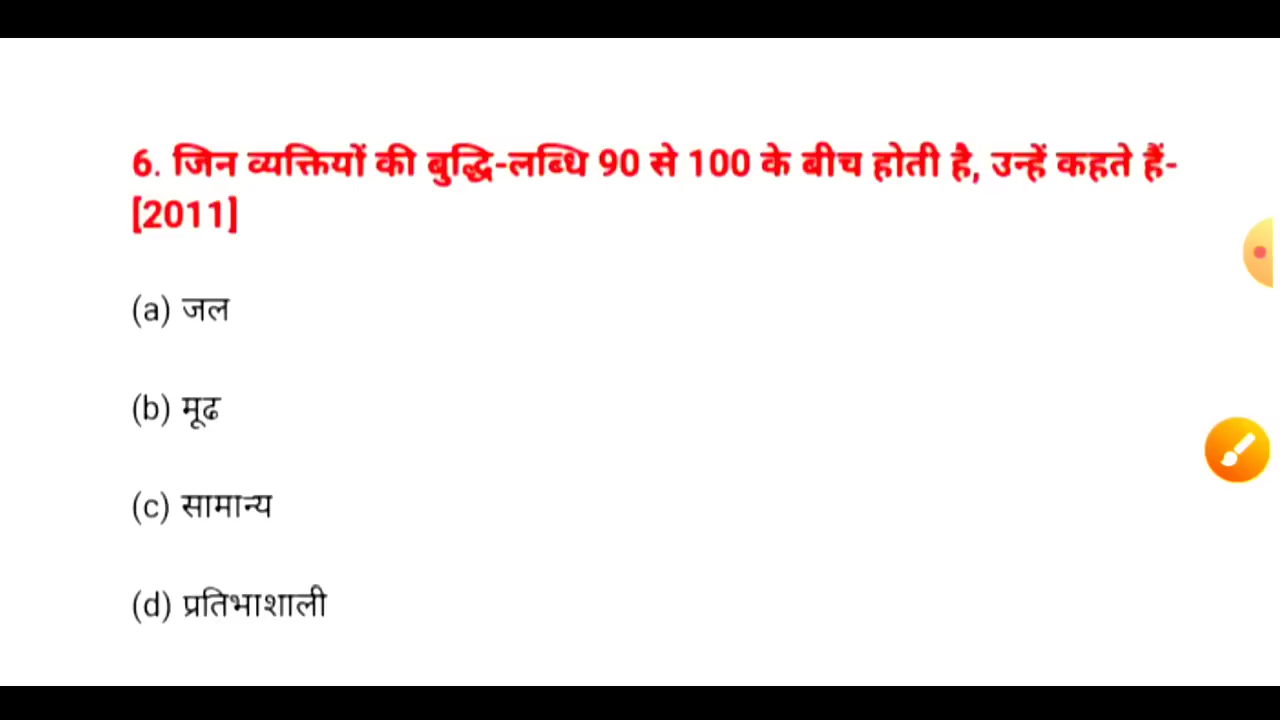 6. जिन व्यक्तियों की बुद्धि-लब्धि 90 से 100 के बीच होती है, उन्हें कहते हैं-
[2011]
(a) जल
(b) मूढ
(c) सामान्य
(d) प्रतिभाशाली